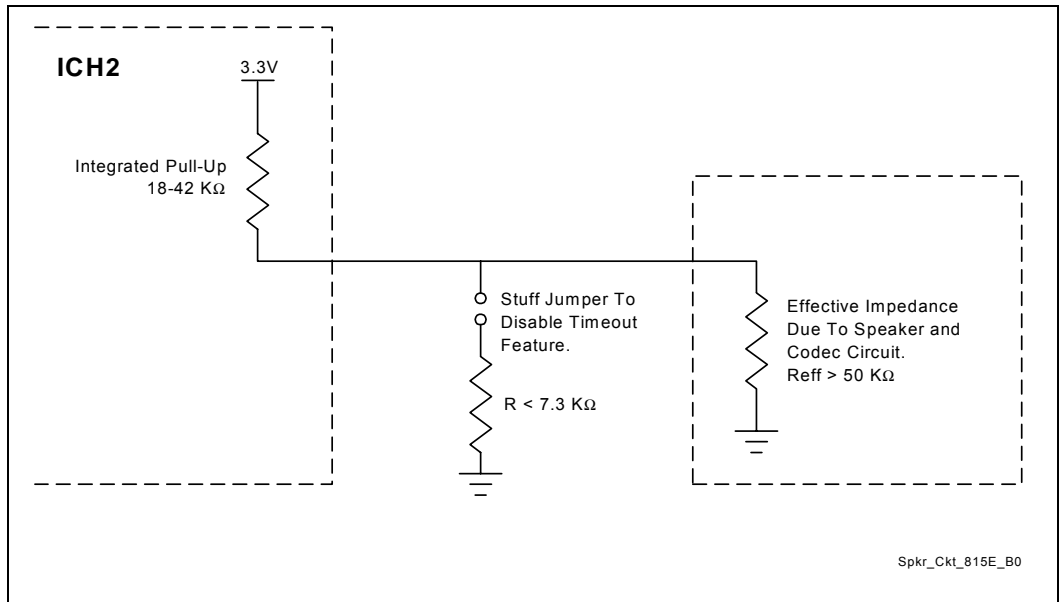 ICH2
3.3V
Integrated Pull-Up
18-42 KΩ
Stuff Jumper To
Disable Timeout
Feature.
R < 7.3 KΩ
Effective Impedance
Due To Speaker and
Codec Circuit.
Reff > 50 KΩ
Spkr_Ckt_815E_B0